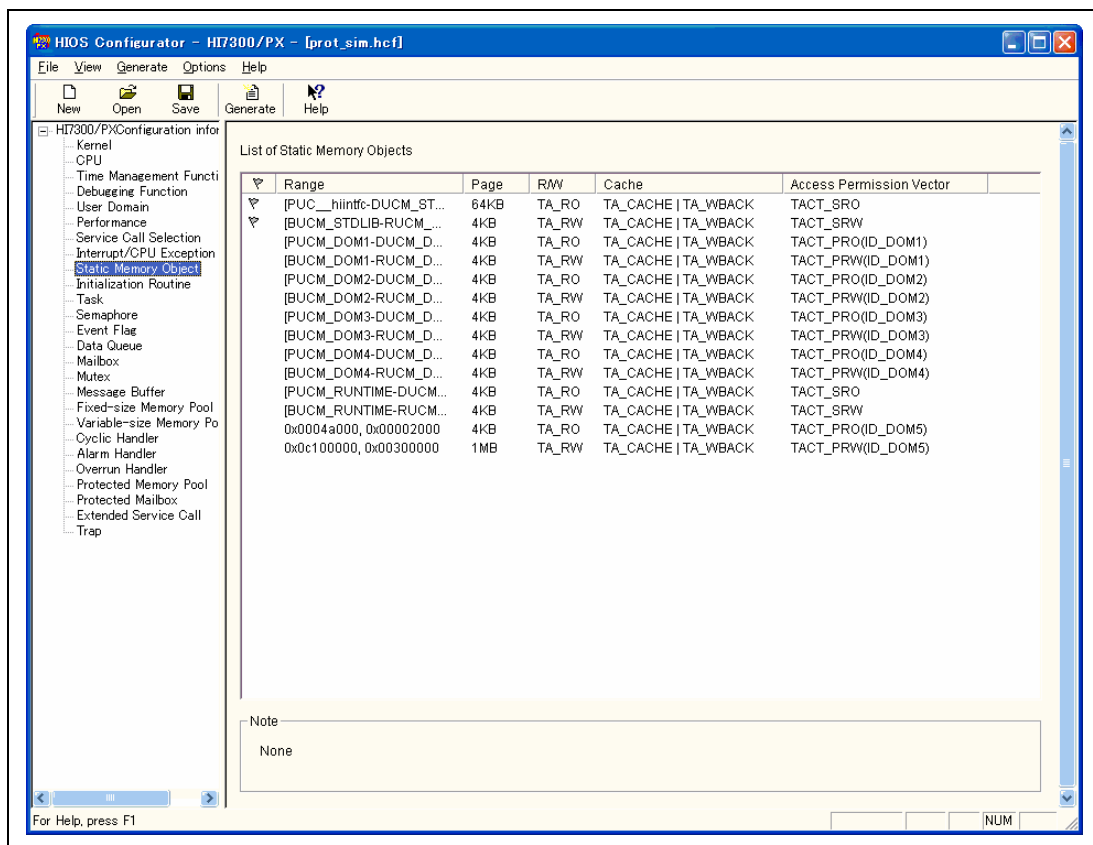 HIOS Configurator - HI7300/PX - [prot_sim.hcf]
File View Generate Options Help
New Open Save Generate Help
HI7300/PXConfiguration infor
Kernel
CPU
Time Management Functi
Debugging Function
User Domain
Performance
Service Call Selection
Interrupt/CPU Exception
Static Memory Object
Initialization Routine
Task
Semaphore
Event Flag
Data Queue
Mailbox
Mutex
Message Buffer
Fixed-size Memory Pool
Variable-size Memory Po
Cyclic Handler
Alarm Handler
Overrun Handler
Protected Memory Pool
Protected Mailbox
Extended Service Call
Trap
List of Static Memory Objects
Range Page R/W Cache Access Permission Vector
[PUC__hiintfc-DUCM_ST... 64KB TA_RO TA_CACHE | TA_WBACK TACT_SRO
[BUCM_STDLIB-RUCM_... 4KB TA_RW TA_CACHE | TA_WBACK TACT_SRW
[PUCM_DOM1-DUCM_D... 4KB TA_RO TA_CACHE | TA_WBACK TACT_PRO(ID_DOM1)
[BUCM_DOM1-RUCM_D... 4KB TA_RW TA_CACHE | TA_WBACK TACT_PRW(ID_DOM1)
[PUCM_DOM2-DUCM_D... 4KB TA_RO TA_CACHE | TA_WBACK TACT_PRO(ID_DOM2)
[BUCM_DOM2-RUCM_D... 4KB TA_RW TA_CACHE | TA_WBACK TACT_PRW(ID_DOM2)
[PUCM_DOM3-DUCM_D... 4KB TA_RO TA_CACHE | TA_WBACK TACT_PRO(ID_DOM3)
[BUCM_DOM3-RUCM_D... 4KB TA_RW TA_CACHE | TA_WBACK TACT_PRW(ID_DOM3)
[PUCM_DOM4-DUCM_D... 4KB TA_RO TA_CACHE | TA_WBACK TACT_PRO(ID_DOM4)
[BUCM_DOM4-RUCM_D... 4KB TA_RW TA_CACHE | TA_WBACK TACT_PRW(ID_DOM4)
[PUCM_RUNTIME-DUCM... 4KB TA_RO TA_CACHE | TA_WBACK TACT_SRO
[BUCM_RUNTIME-RUCM... 4KB TA_RW TA_CACHE | TA_WBACK TACT_SRW
0x0004a000, 0x00002000 4KB TA_RO TA_CACHE | TA_WBACK TACT_PRO(ID_DOM5)
0x0c100000, 0x00300000 1MB TA_RW TA_CACHE | TA_WBACK TACT_PRW(ID_DOM5)
Note
None
For Help, press F1
NUM